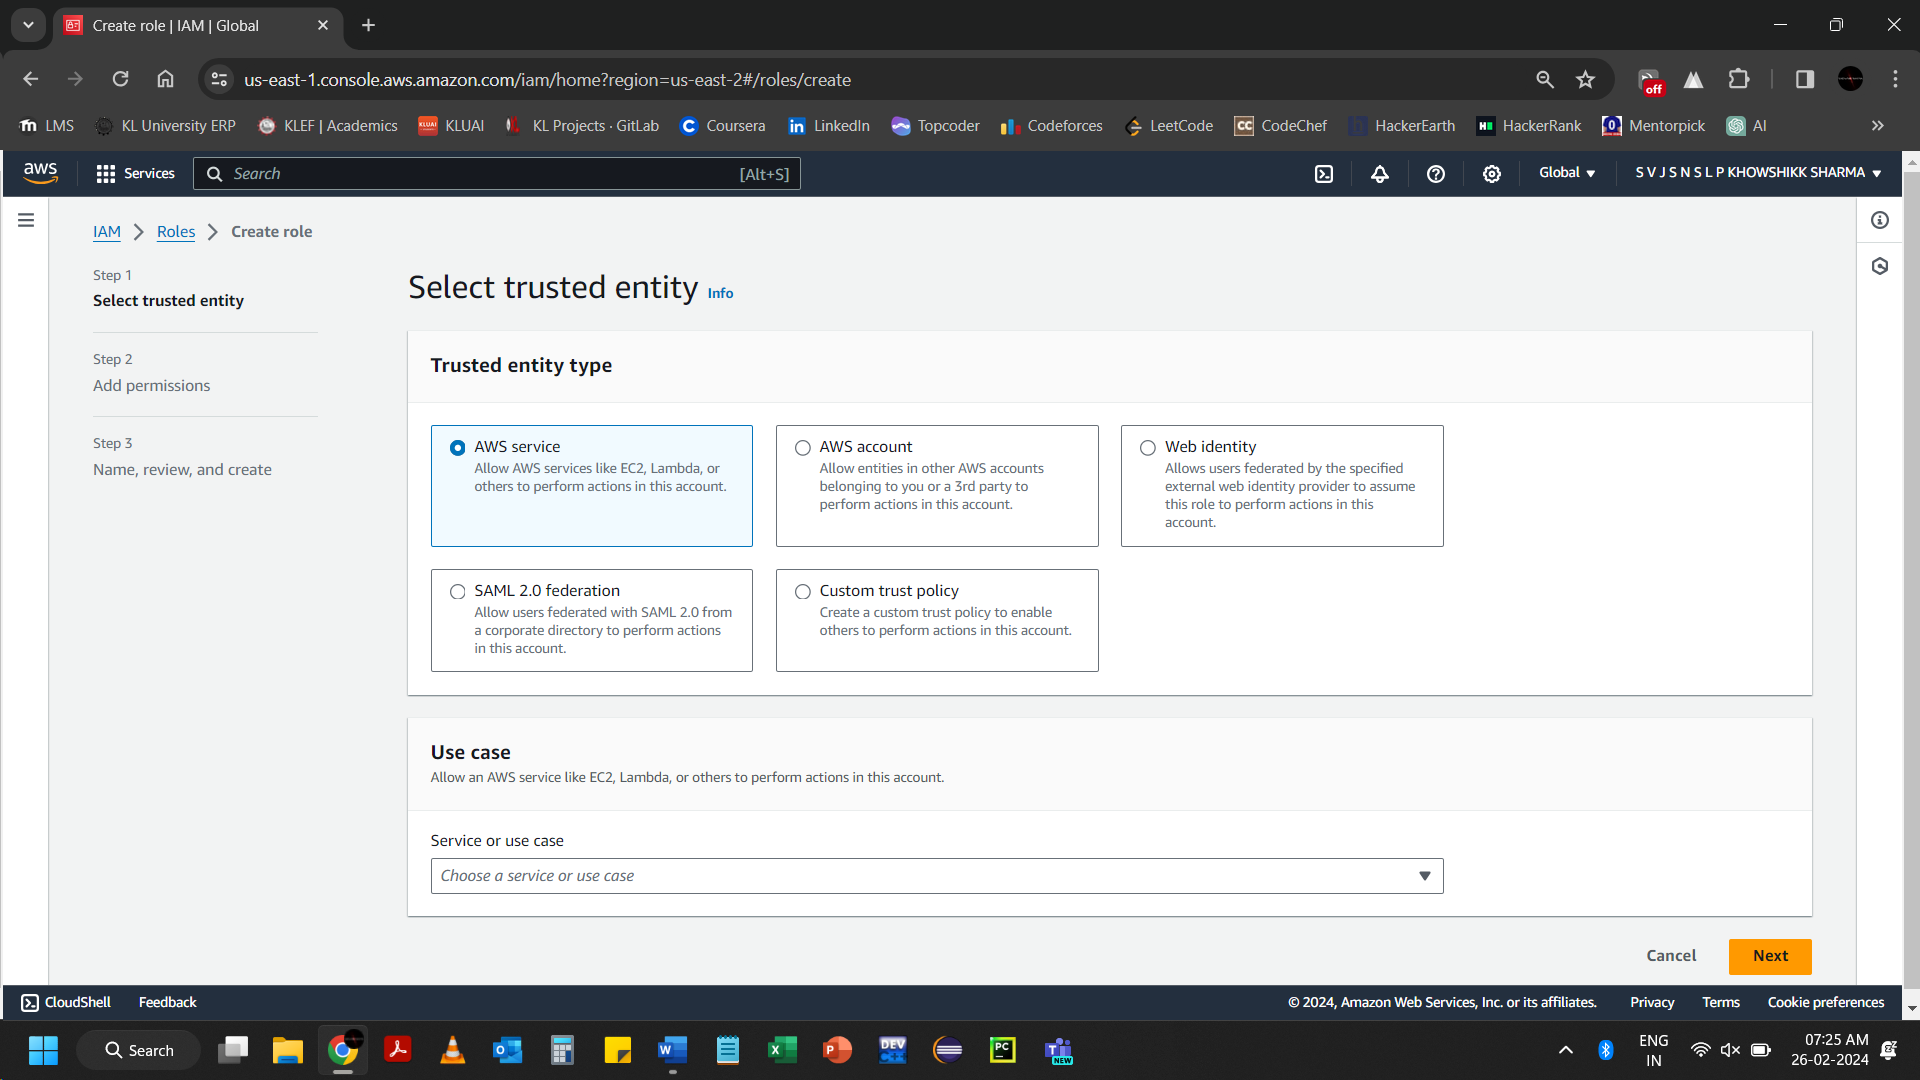 Create role | IAM | Global
us-east-1.console.aws.amazon.com/iam/home?region=us-east-2#/roles/create
off
LMS
KL University ERP
KLEF | Academics
KLUAI
KL Projects · GitLab
Coursera
LinkedIn
Topcoder
Codeforces
LeetCode
CodeChef
HackerEarth
HackerRank
Mentorpick
AI
aws
Services
Search
[Alt+S]
Global
S V J S N S L P KHOWSHIKK SHARMA
IAM
Roles
Create role
Step 1
Select trusted entity
Step 2
Add permissions
Step 3
Name, review, and create
Select trusted entity Info
Trusted entity type
AWS service
Allow AWS services like EC2, Lambda, or
others to perform actions in this account.
AWS account
Allow entities in other AWS accounts
belonging to you or a 3rd party to
perform actions in this account.
Web identity
Allows users federated by the specified
external web identity provider to assume
this role to perform actions in this
account.
SAML 2.0 federation
Allow users federated with SAML 2.0 from
a corporate directory to perform actions
in this account.
Custom trust policy
Create a custom trust policy to enable
others to perform actions in this account.
Use case
Allow an AWS service like EC2, Lambda, or others to perform actions in this account.
Service or use case
Choose a service or use case
Cancel
Next
CloudShell
Feedback
© 2024, Amazon Web Services, Inc. or its affiliates.
Privacy
Terms
Cookie preferences
Search
DEV
PC
NEW
ENG
IN
07:25 AM
26-02-2024